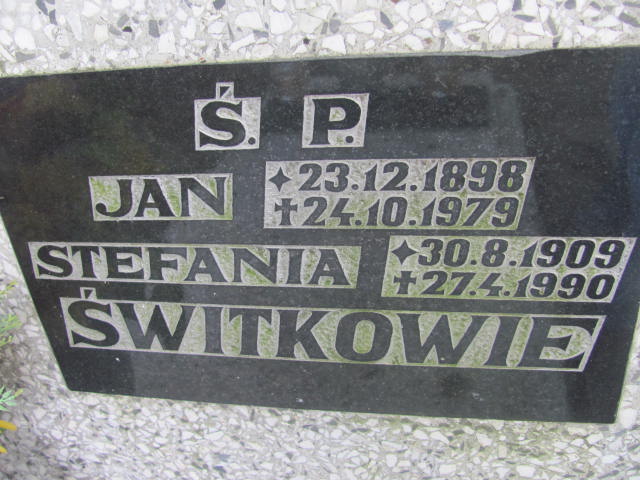 Ś. P.
JAN ✦23.12.1898
✝24.10.1979
STEFANIA ✦30.8.1909
✝27.4.1990
ŚWITKOWIE